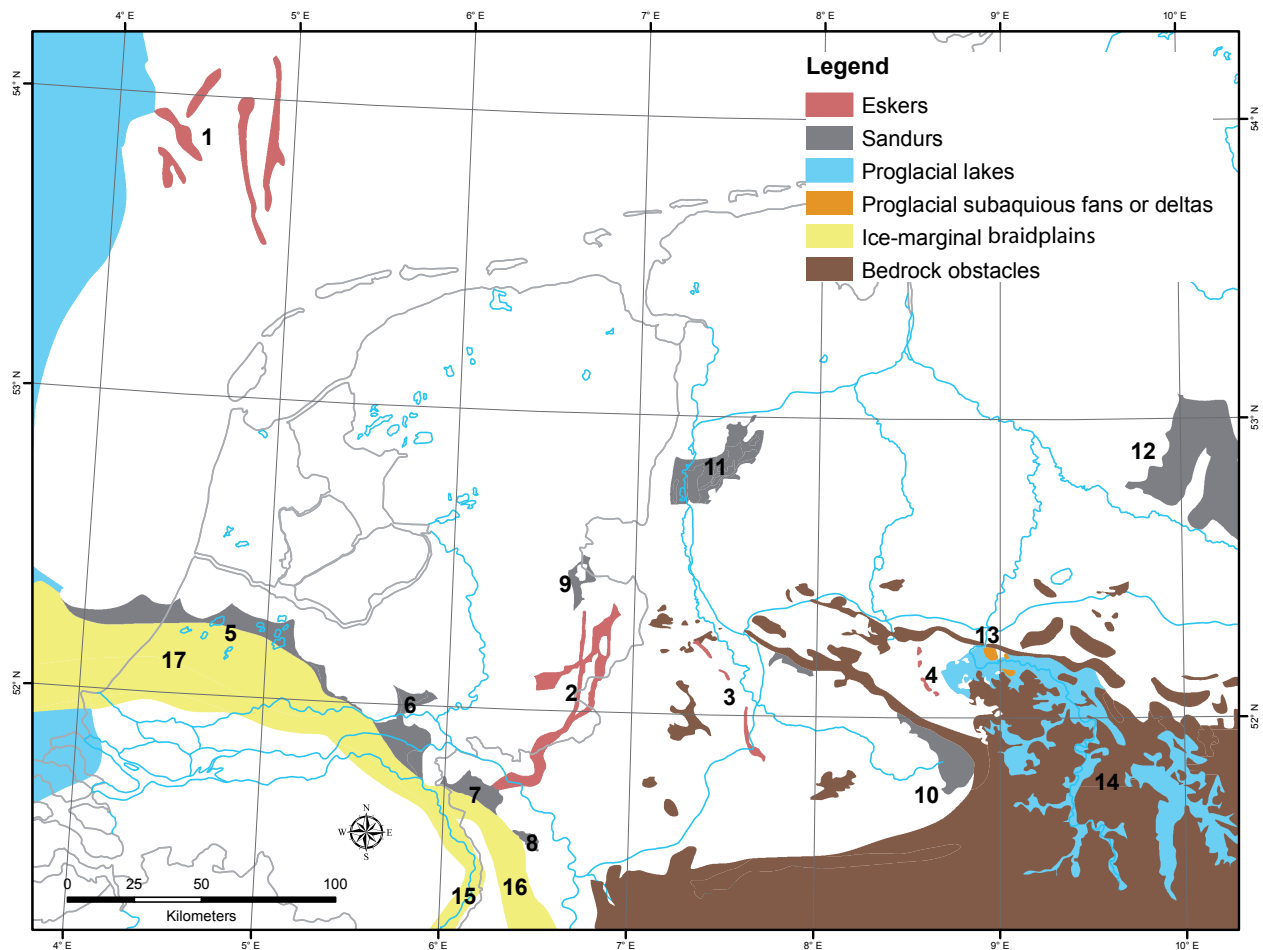 4° E 5° E 6° E 7° E 8° E 9° E 10° E
54° N
54° N
Legend
Eskers
Sandurs
Proglacial lakes
Proglacial subaquious fans or deltas
Ice-marginal braidplains
Bedrock obstacles
1
53° N
53° N
12
11
9
5
13
17
2
3
4
52° N
52° N
6
7
10
14
8
N
W E
S
15
16
0 25 50 100
Kilometers
4° E 5° E 6° E 7° E 8° E 9° E 10° E